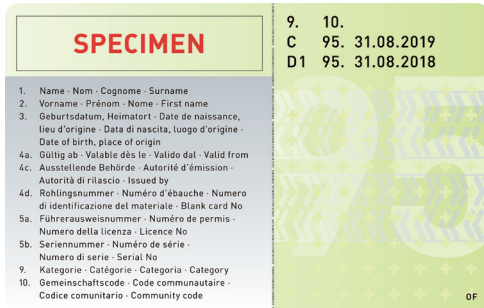 SPECIMEN
1. Name · Nom · Cognome · Surname
2. Vorname · Prénom · Nome · First name
3. Geburtsdatum, Heimatort · Date de naissance,
lieu d'origine · Data di nascita, luogo d'origine ·
Date of birth, place of origin
4a. Gültig ab · Valable dès le · Valido dal · Valid from
4c. Ausstellende Behörde · Autorité d'émission ·
Autorità di rilascio · Issued by
4d. Rohlingsnummer · Numéro d'ébauche · Numero
di identificazione del materiale · Blank card No
5a. Führerausweisnummer · Numéro de permis ·
Numero della licenza · Licence No
5b. Seriennummer · Numéro de série ·
Numero di serie · Serial No
9. Kategorie · Catégorie · Categoria · Category
10. Gemeinschaftscode · Code communautaire ·
Codice comunitario · Community code
9. 10.
C 95. 31.08.2019
D1 95. 31.08.2018
95
OF